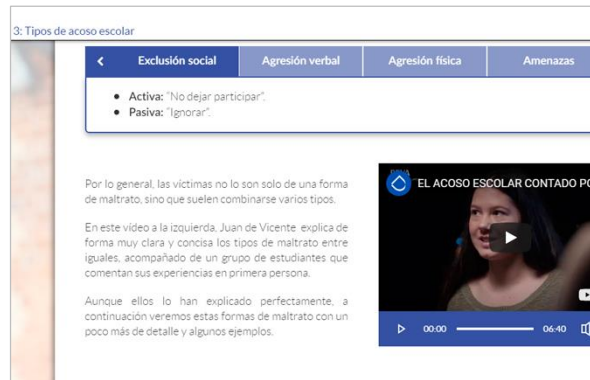 3: Tipos de acoso escolar
Exclusión social
Agresión verbal
Agresión física
Amenazas
Activa: "No dejar participar".
Pasiva: "Ignorar".
Por lo general, las víctimas no lo son solo de una forma
de maltrato, sino que suelen combinarse varios tipos.
En este vídeo a la izquierda, Juan de Vicente explica de
forma muy clara y concisa los tipos de maltrato entre
iguales, acompañado de un grupo de estudiantes que
comentan sus experiencias en primera persona.
Aunque ellos lo han explicado perfectamente, a
continuación veremos estas formas de maltrato con un
poco más de detalle y algunos ejemplos.
EL ACOSO ESCOLAR CONTADO PO
00:00
06:40